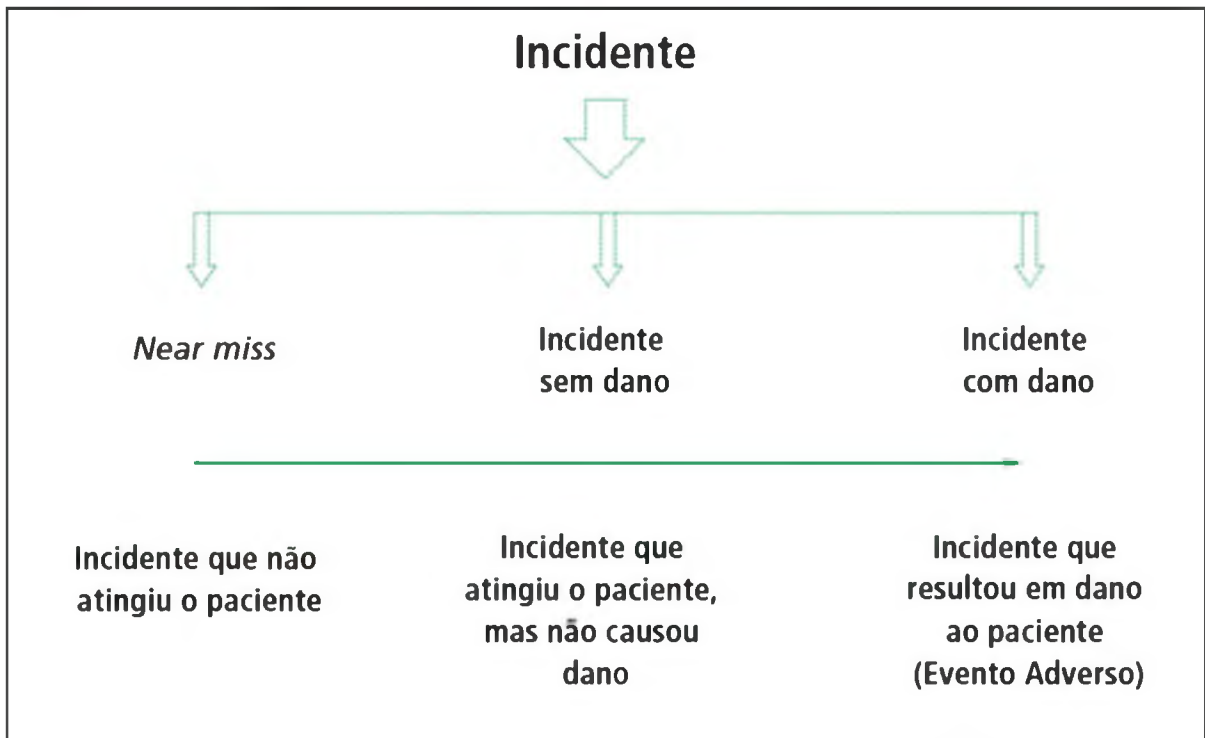 Incidente
Near miss
Incidente
sem dano
Incidente
com dano
Incidente que não
atingiu o paciente
Incidente que
atingiu o paciente,
mas não causou
dano
Incidente que
resultou em dano
ao paciente
(Evento Adverso)